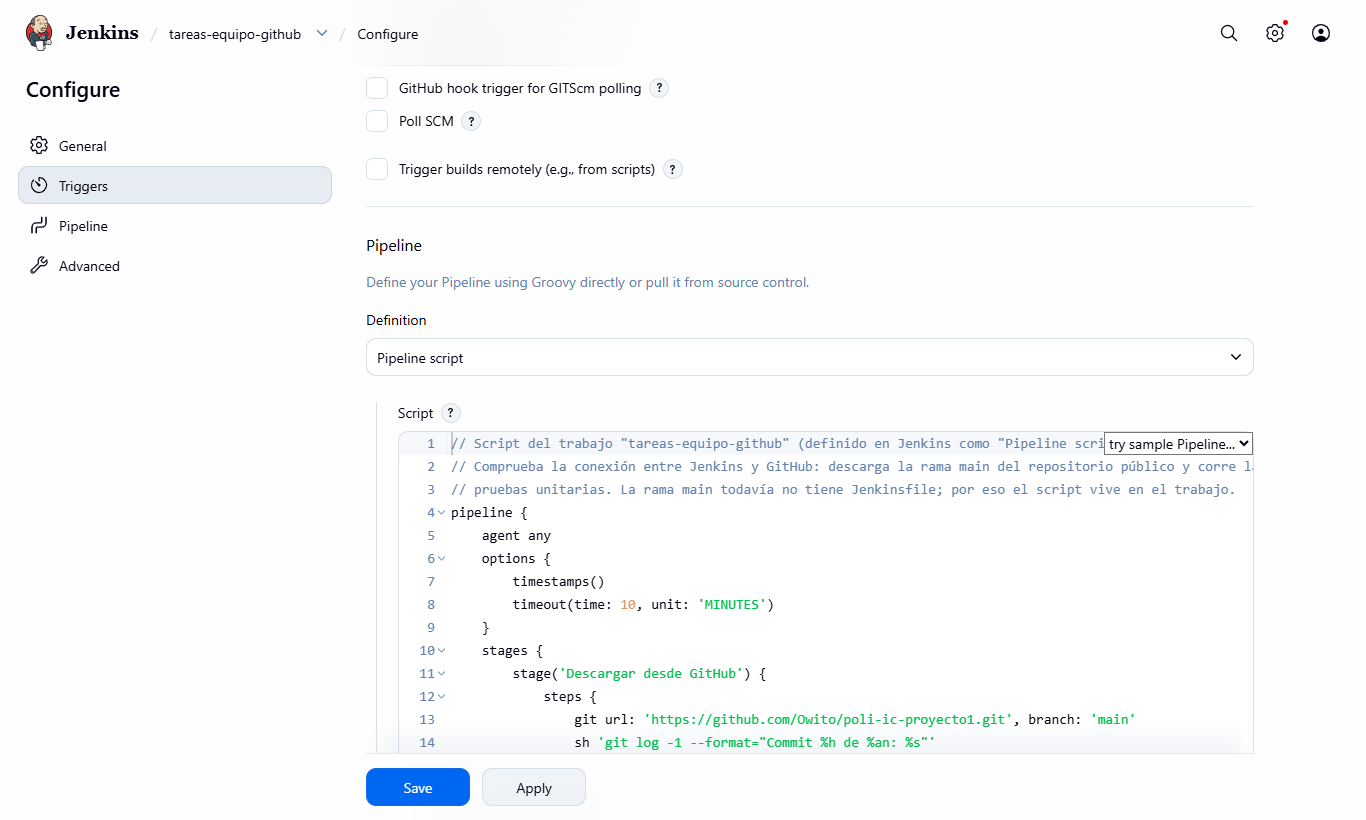 Jenkins / tareas-equipo-github / Configure
Configure
General
Triggers
Pipeline
Advanced
GitHub hook trigger for GITScm polling ?
Poll SCM ?
Trigger builds remotely (e.g., from scripts) ?
Pipeline
Define your Pipeline using Groovy directly or pull it from source control.
Definition
Pipeline script
Script ?
try sample Pipeline...
1 // Script del trabajo "tareas-equipo-github" (definido en Jenkins como "Pipeline scri
2 // Comprueba la conexión entre Jenkins y GitHub: descarga la rama main del repositorio público y corre l
3 // pruebas unitarias. La rama main todavía no tiene Jenkinsfile; por eso el script vive en el trabajo.
4 pipeline {
5 agent any
6 options {
7 timestamps()
8 timeout(time: 10, unit: 'MINUTES')
9 }
10 stages {
11 stage('Descargar desde GitHub') {
12 steps {
13 git url: 'https://github.com/Owito/poli-ic-proyecto1.git', branch: 'main'
14 sh 'git log -1 --format="Commit %h de %an: %s"'
Save
Apply